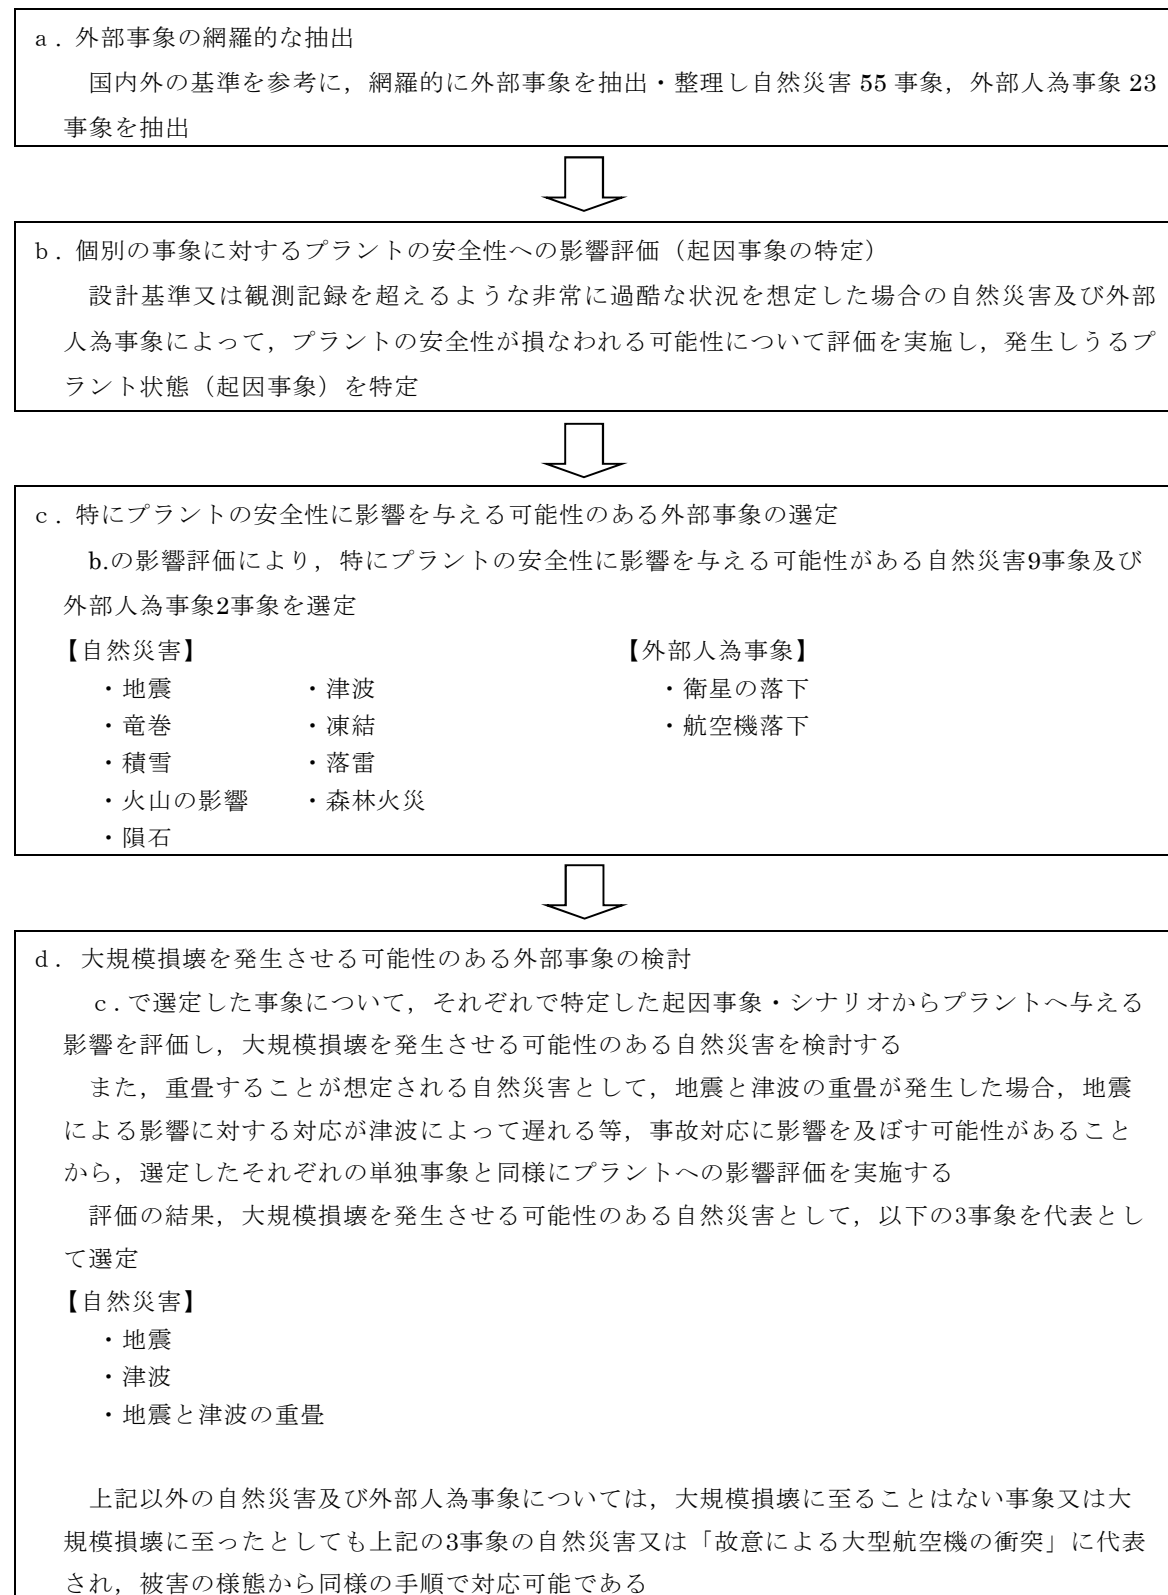 a．外部事象の網羅的な抽出
国内外の基準を参考に，網羅的に外部事象を抽出・整理し自然災害 55 事象，外部人為事象 23
事象を抽出
b．個別の事象に対するプラントの安全性への影響評価（起因事象の特定）
設計基準又は観測記録を超えるような非常に過酷な状況を想定した場合の自然災害及び外部
人為事象によって，プラントの安全性が損なわれる可能性について評価を実施し，発生しうるプ
ラント状態（起因事象）を特定
c．特にプラントの安全性に影響を与える可能性のある外部事象の選定
b.の影響評価により，特にプラントの安全性に影響を与える可能性がある自然災害9事象及び
外部人為事象2事象を選定
【自然災害】 【外部人為事象】
・地震 ・津波 ・衛星の落下
・竜巻 ・凍結 ・航空機落下
・積雪 ・落雷
・火山の影響 ・森林火災
・隕石
d．大規模損壊を発生させる可能性のある外部事象の検討
c．で選定した事象について，それぞれで特定した起因事象・シナリオからプラントへ与える
影響を評価し，大規模損壊を発生させる可能性のある自然災害を検討する
また，重畳することが想定される自然災害として，地震と津波の重畳が発生した場合，地震
による影響に対する対応が津波によって遅れる等，事故対応に影響を及ぼす可能性があること
から，選定したそれぞれの単独事象と同様にプラントへの影響評価を実施する
評価の結果，大規模損壊を発生させる可能性のある自然災害として，以下の3事象を代表とし
て選定
【自然災害】
・地震
・津波
・地震と津波の重畳
上記以外の自然災害及び外部人為事象については，大規模損壊に至ることはない事象又は大
規模損壊に至ったとしても上記の3事象の自然災害又は「故意による大型航空機の衝突」に代表
され，被害の様態から同様の手順で対応可能である